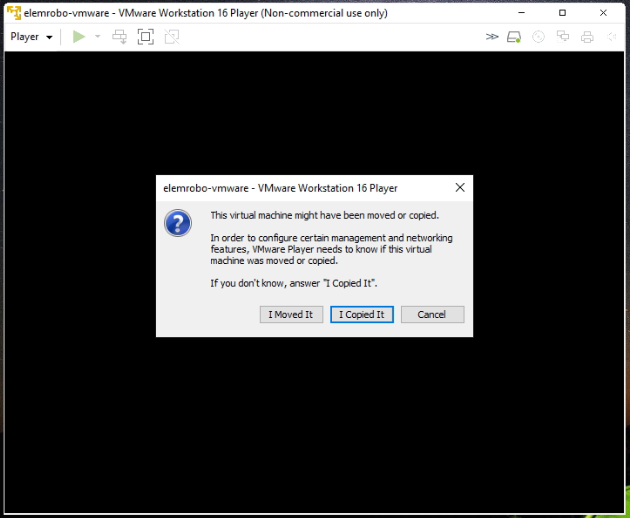 elemrobo-vmware - VMware Workstation 16 Player (Non-commercial use only)
Player
elemrobo-vmware - VMware Workstation 16 Player
This virtual machine might have been moved or copied.
In order to configure certain management and networking
features, VMware Player needs to know if this virtual
machine was moved or copied.
If you don't know, answer "I Copied It".
I Moved It
I Copied It
Cancel